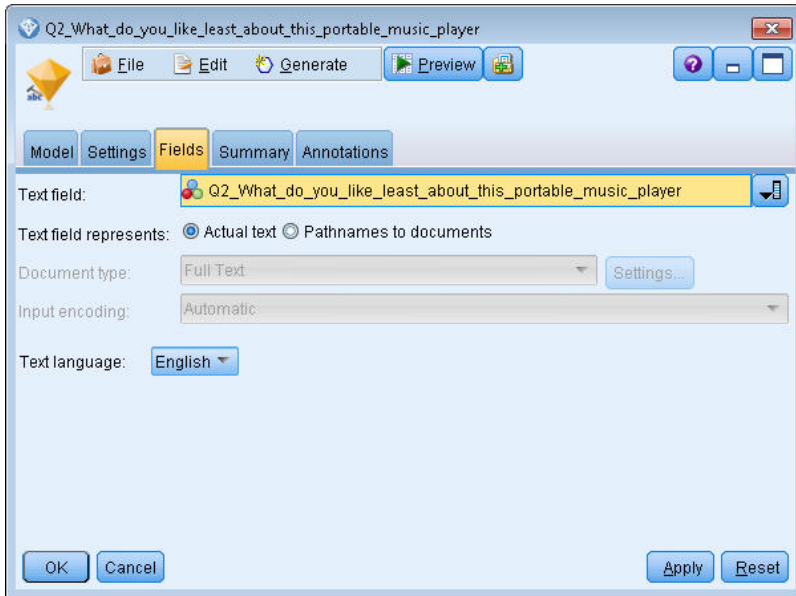 Q2_What_do_you_like_least_about_this_portable_music_player
File Edit Generate Preview
abc
Model Settings Fields Summary Annotations
Text field: Q2_What_do_you_like_least_about_this_portable_music_player
Text field represents: Actual text Pathnames to documents
Document type: Full Text Settings...
Input encoding: Automatic
Text language: English
OK Cancel Apply Reset